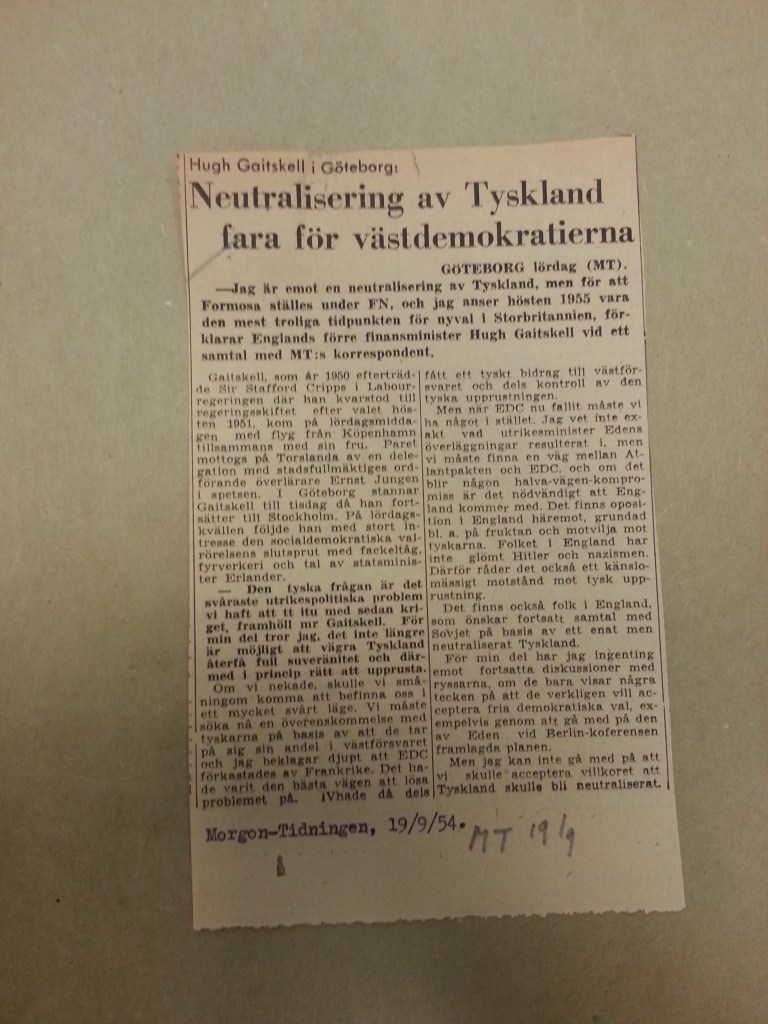 Hugh Gaitskell i Göteborg:
Neutralisering av Tyskland
fara för västdemokratierna
GÖTEBORG lördag (MT).
—Jag är emot en neutralisering av Tyskland, men för att
Formosa ställes under FN, och jag anser hösten 1955 vara
den mest troliga tidpunkten för nyval i Storbritannien, för-
klarar Englands förre finansminister Hugh Gaitskell vid ett
samtal med MT:s korrespondent.
Gaitskell, som år 1950 efterträd-
de Sir Stafford Cripps i Labour-
regeringen där han kvarstod till
regeringsskiftet efter valet hös-
ten 1951, kom på lördagsmidda-
gen med flyg från Köpenhamn
tillsammans med sin fru. Paret
mottogs på Torslanda av en dele-
gation med stadsfullmäktiges ord-
förande överlärare Ernst Jungen
i spetsen. I Göteborg stannar
Gaitskell till tisdag då han fort-
sätter till Stockholm. På lördags-
kvällen följde han med stort in-
tresse den socialdemokratiska val-
rörelsens slutsprut med fackeltåg,
fyrverkeri och tal av statsminis-
ter Erlander.
— Den tyska frågan är det
svåraste utrikespolitiska problem
vi haft att tt itu med sedan kri-
get, framhöll mr Gaitskell. För
min del tror jag, det inte längre
är möjligt att vägra Tyskland
återfå full suveränitet och där-
med i princip rätt att upprusta.
Om vi nekade, skulle vi små-
ningom komma att befinna oss i
ett mycket svårt läge. Vi måste
söka nå en överenskommelse med
tyskarna på basis av att de tar
på sig sin andel i västförsvaret
och jag beklagar djupt att EDC
förkastades av Frankrike. Det ha-
de varit den bästa vägen att lösa
problemet på. iVhade då dels
fått ett tyskt bidrag till västför-
svaret och dels kontroll av den
tyska upprustningen.
Men när EDC nu fallit måste vi
ha något i stället. Jag vet inte ex-
akt vad utrikesminister Edens
överläggningar resulterat i, men
vi måste finna en väg mellan At-
lantpakten och EDC, och om det
blir någon halva-vägen-kompro-
miss är det nödvändigt att Eng-
land kommer med. Det finns oposi-
tion i England häremot, grundad
bl. a. på fruktan och motvilja mot
tyskarna. Folket i England har
inte glömt Hitler och nazismen.
Därför råder det också ett känslo-
mässigt motstånd mot tysk upp-
rustning.
Det finns också folk i England,
som önskar fortsatt samtal med
Sovjet på basis av ett enat men
neutraliserat Tyskland.
För min del har jag ingenting
emot fortsatta diskussioner med
ryssarna, om de bara visar några
tecken på att de verkligen vill ac-
ceptera fria demokratiska val, ex-
empelvis genom att gå med på den
av Eden vid Berlin-koferensen
framlagda planen.
Men jag kan inte gå med på att
vi skulle acceptera villkoret att
Tyskland skulle bli neutraliserat.
Morgon-Tidningen, 19/9/54.
MT 19/9